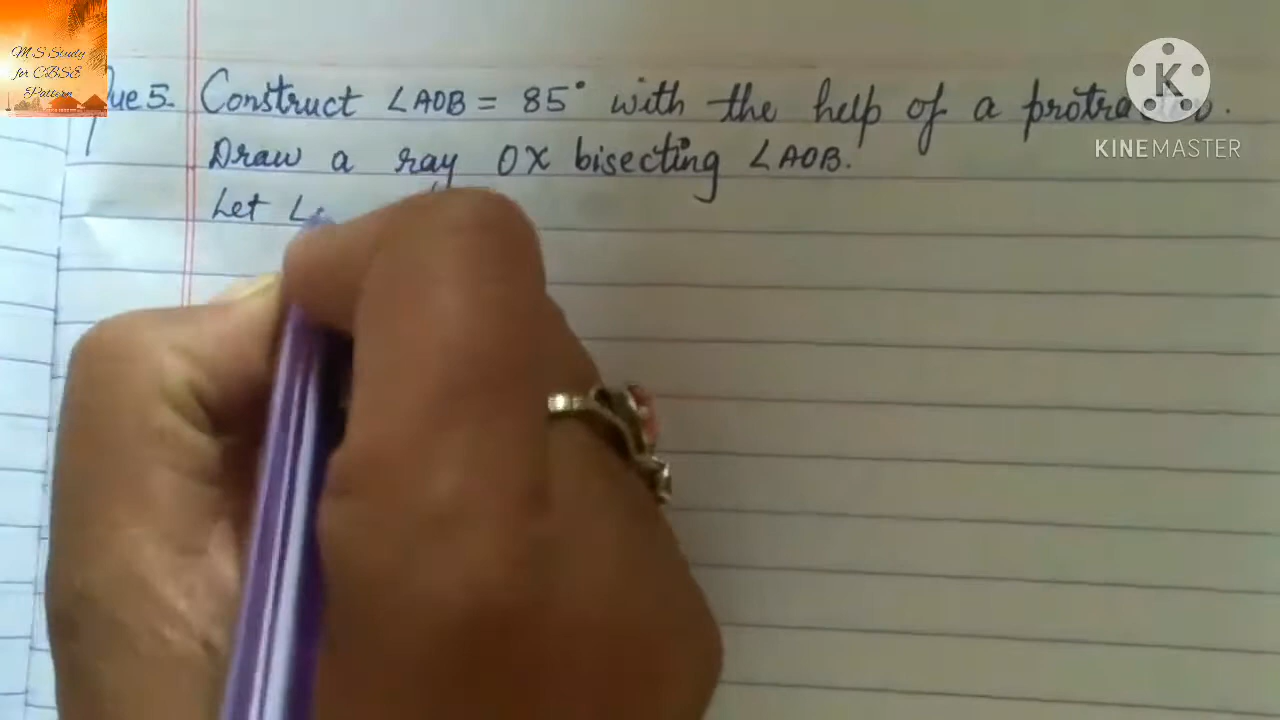 M.S Study
for CBSE
Pattern
KINEMASTER
Que 5. Construct ∠AOB = 85° with the help of a
Draw a ray OX bisecting ∠AOB.
Let ∠